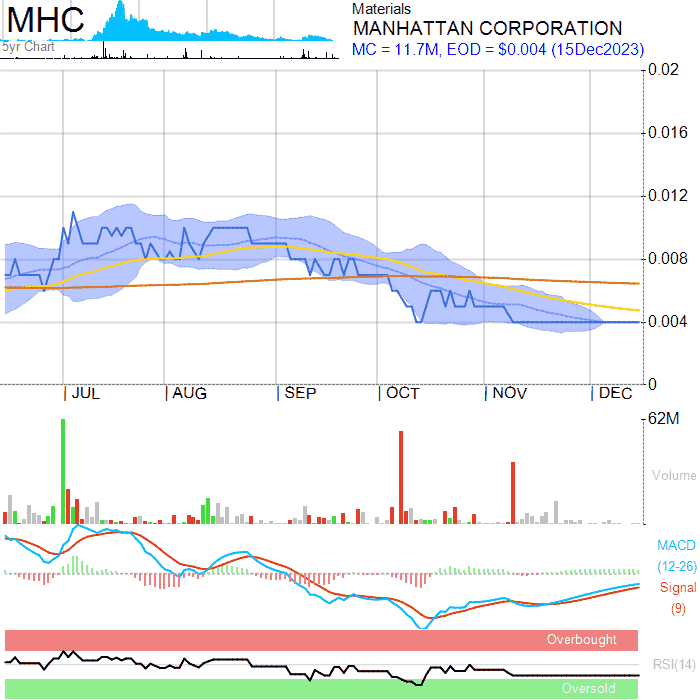 MHC
5yr Chart
Materials
MANHATTAN CORPORATION
MC = 11.7M, EOD = $0.004 (15Dec2023)
0.02
0.016
0.012
0.008
0.004
0
JUL AUG SEP OCT NOV DEC
62M
Volume
MACD
(12-26)
Signal
(9)
Overbought
RSI(14)
Oversold